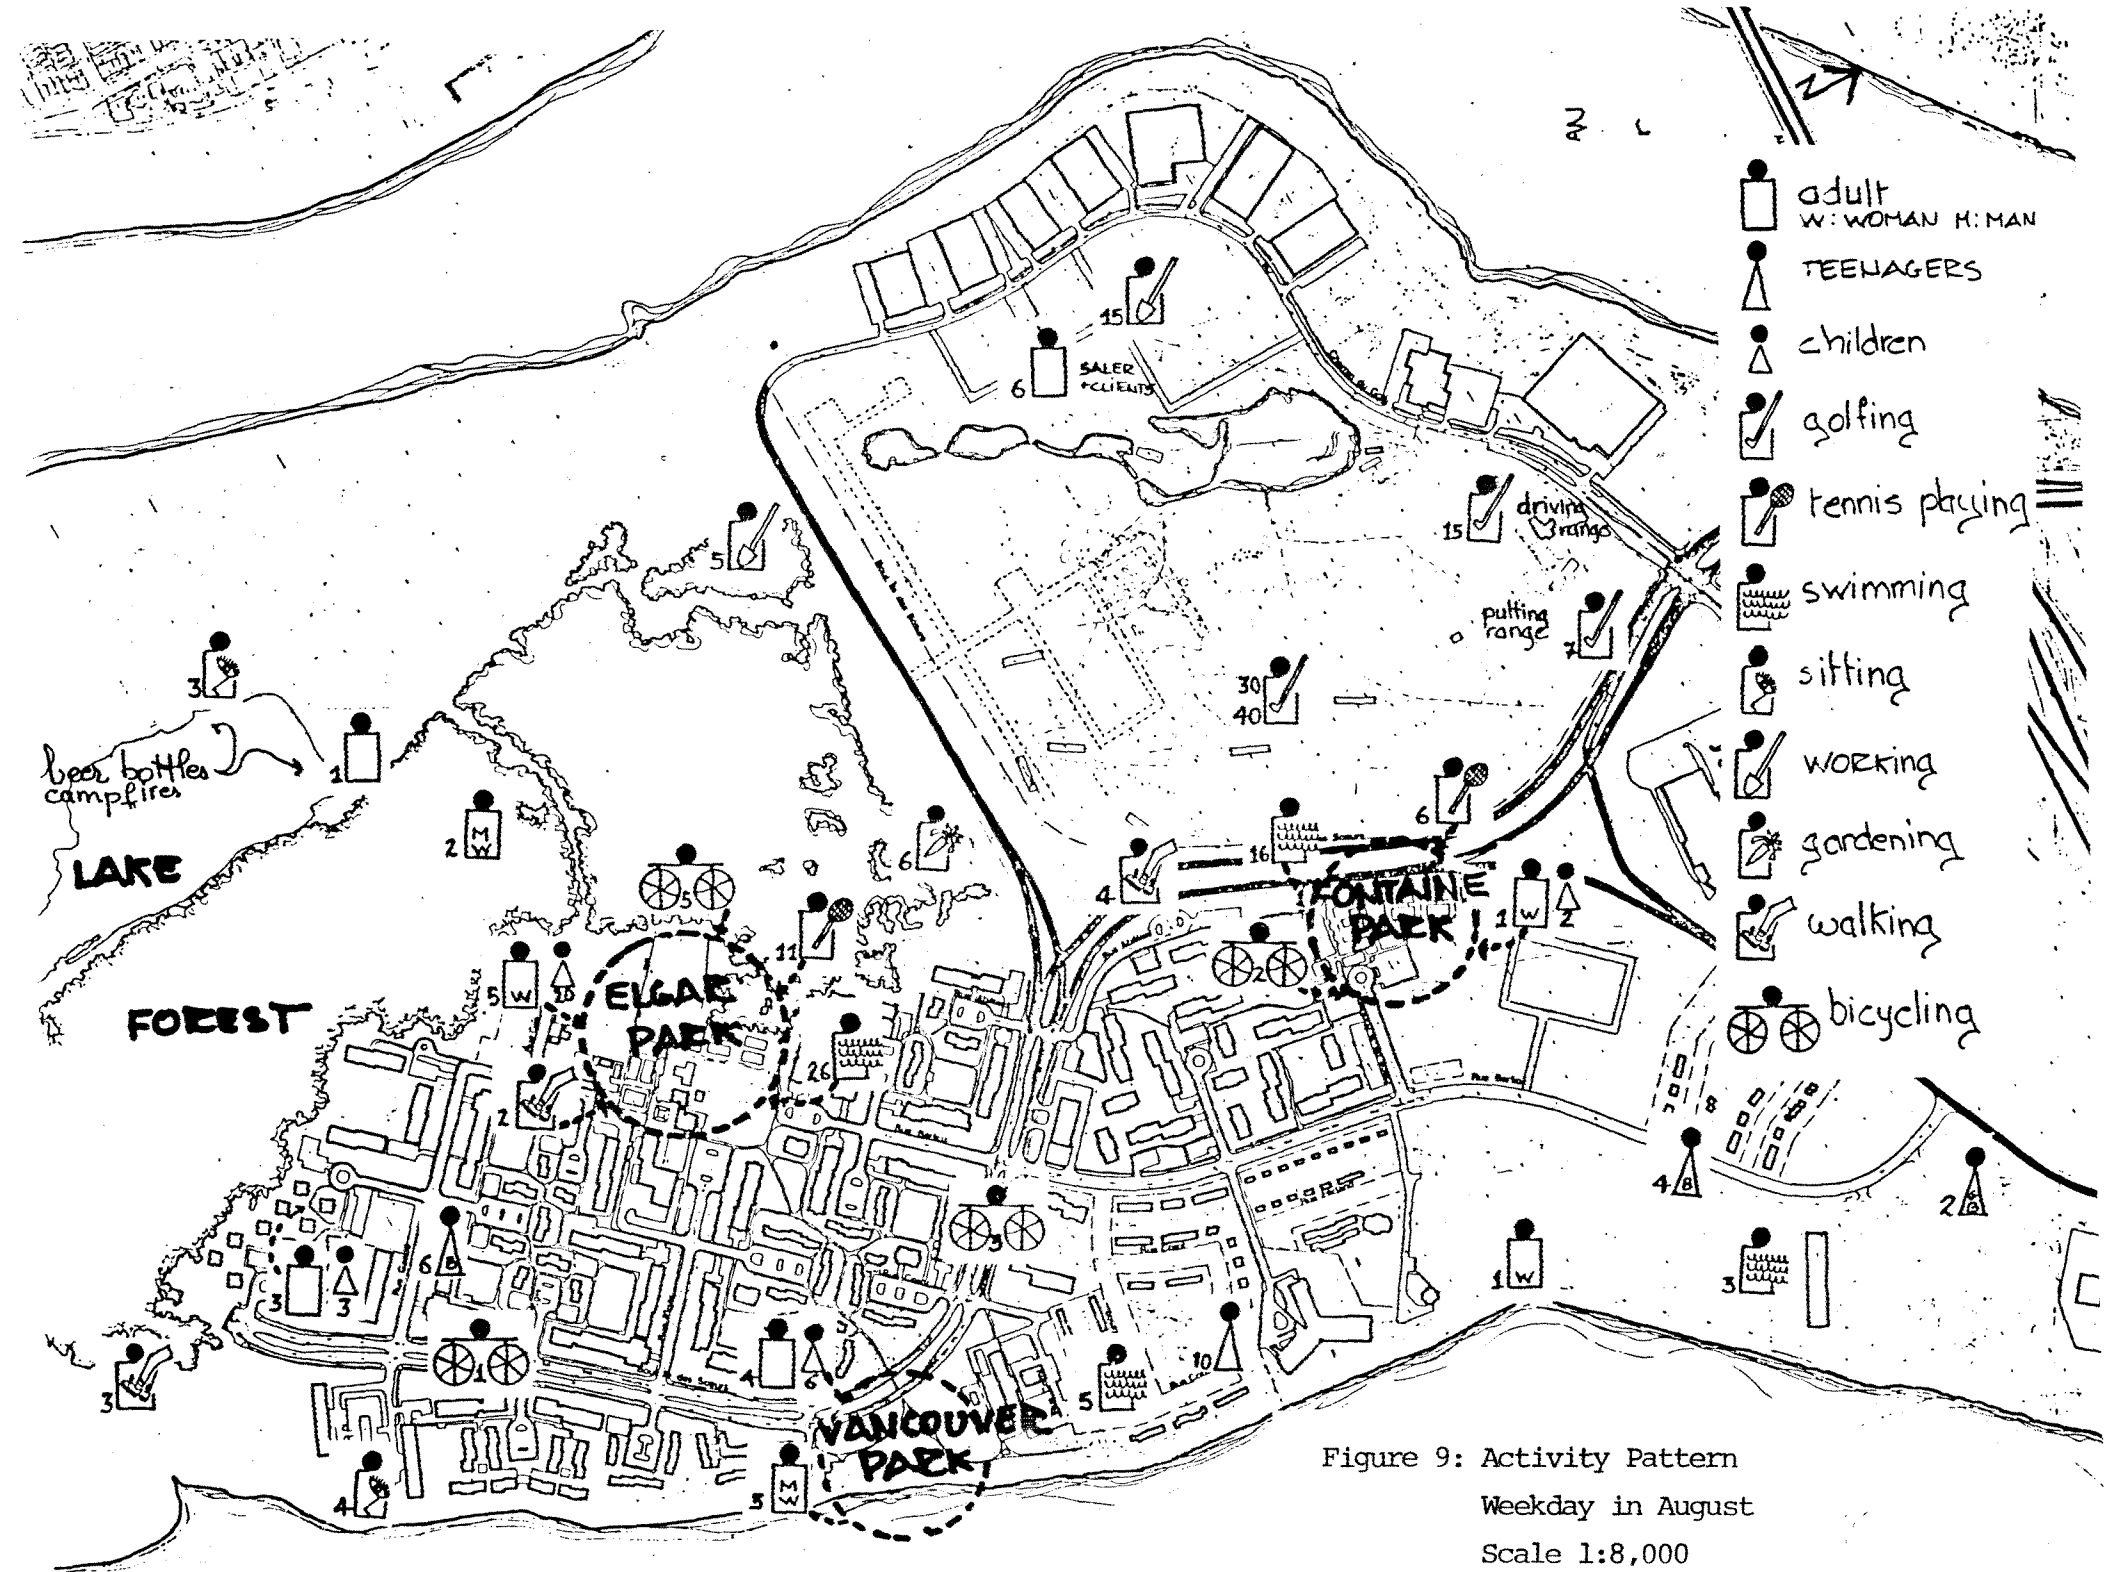 adult
W: WOMAN M: MAN
TEENAGERS
children
golfing
tennis playing
swimming
sitting
working
gardening
walking
bicycling
15
6
SALER
+CLIENTS
5
15
driving
range
putting
range
7
30
40
3
1
beer bottles
campfires
LAKE
2
M
W
6
6
16
4
5
11
FONTAINE
PARK
1
W
2
2
5
W
ELGAR
PARK
FOREST
26
2
Rue Berlioz
4
B
2
3
6
B
3
3
1
W
3
10
1
4
6
5
3
VANCOUVER
PARK
4
3
M
W
Figure 9: Activity Pattern
Weekday in August
Scale 1:8,000